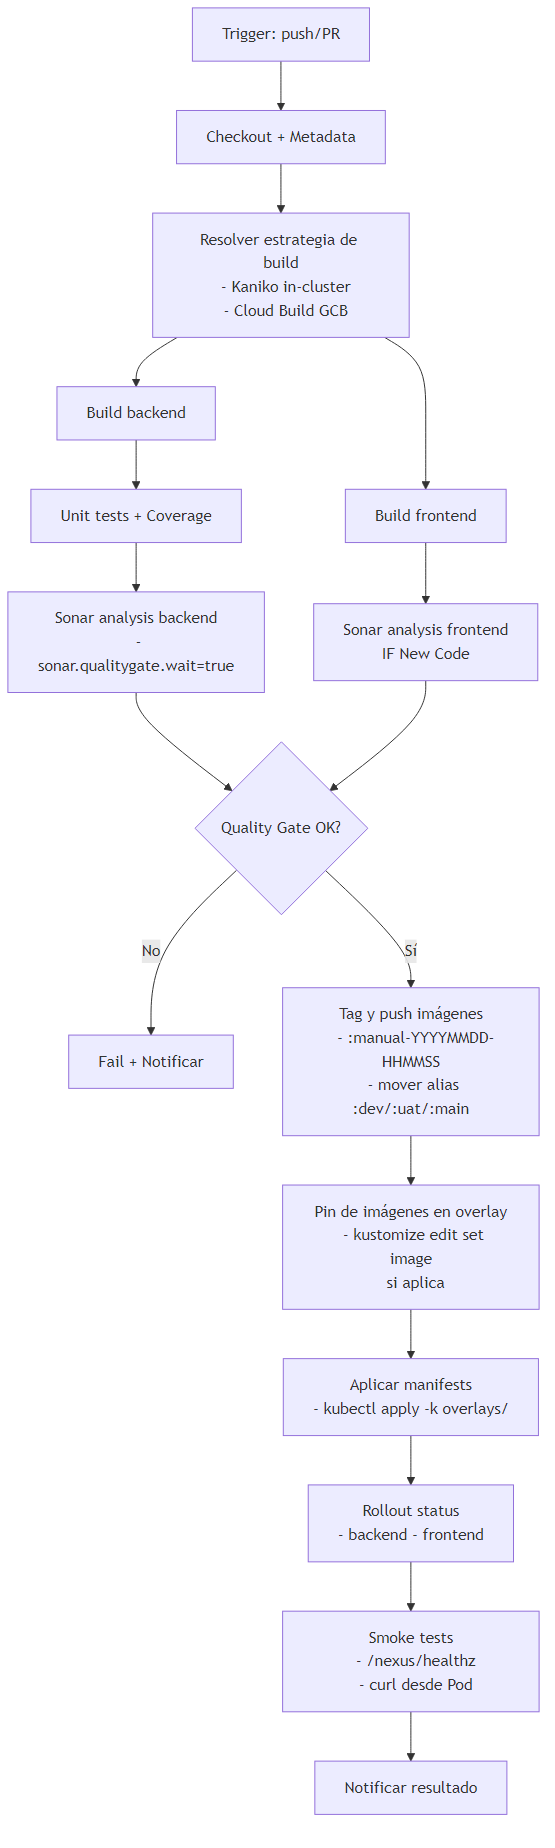 Trigger: push/PR
Checkout + Metadata
Resolver estrategia de
build
- Kaniko in-cluster
- Cloud Build GCB
Build backend
Unit tests + Coverage
Build frontend
Sonar analysis backend
-
sonar.qualitygate.wait=true
Sonar analysis frontend
IF New Code
Quality Gate OK?
No
Sí
Fail + Notificar
Tag y push imágenes
- :manual-YYYYMMDD-
HHMMSS
- mover alias
:dev/:uat/:main
Pin de imágenes en overlay
- kustomize edit set
image
si aplica
Aplicar manifests
- kubectl apply -k overlays/
Rollout status
- backend - frontend
Smoke tests
- /nexus/healthz
- curl desde Pod
Notificar resultado